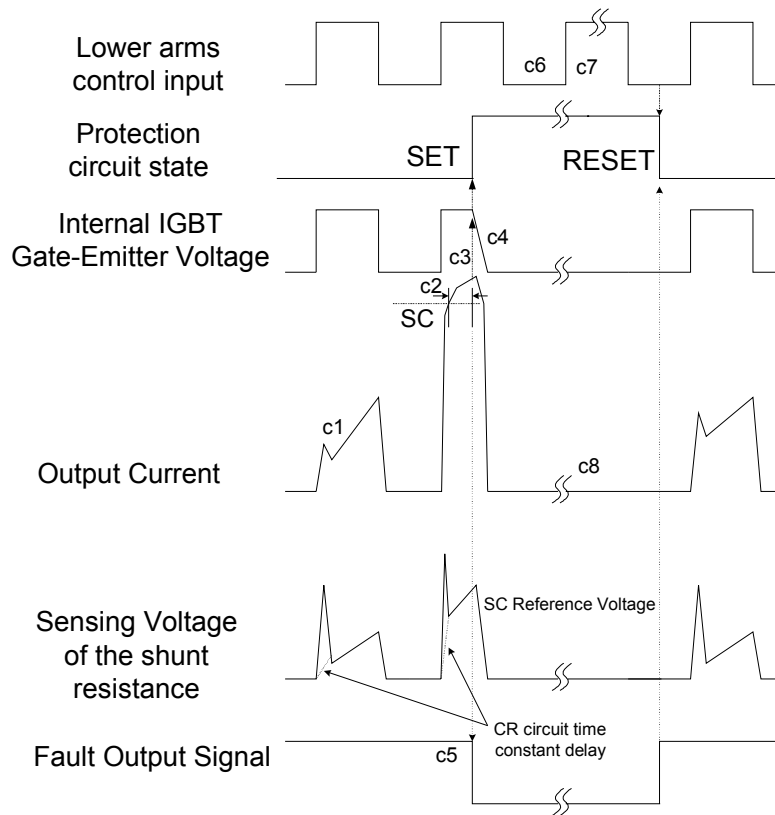 Lower arms
control input
c6
c7
Protection
circuit state
SET
RESET
Internal IGBT
Gate-Emitter Voltage
c4
c3
c2
SC
c1
Output Current
c8
SC Reference Voltage
Sensing Voltage
of the shunt
resistance
CR circuit time
constant delay
Fault Output Signal
c5